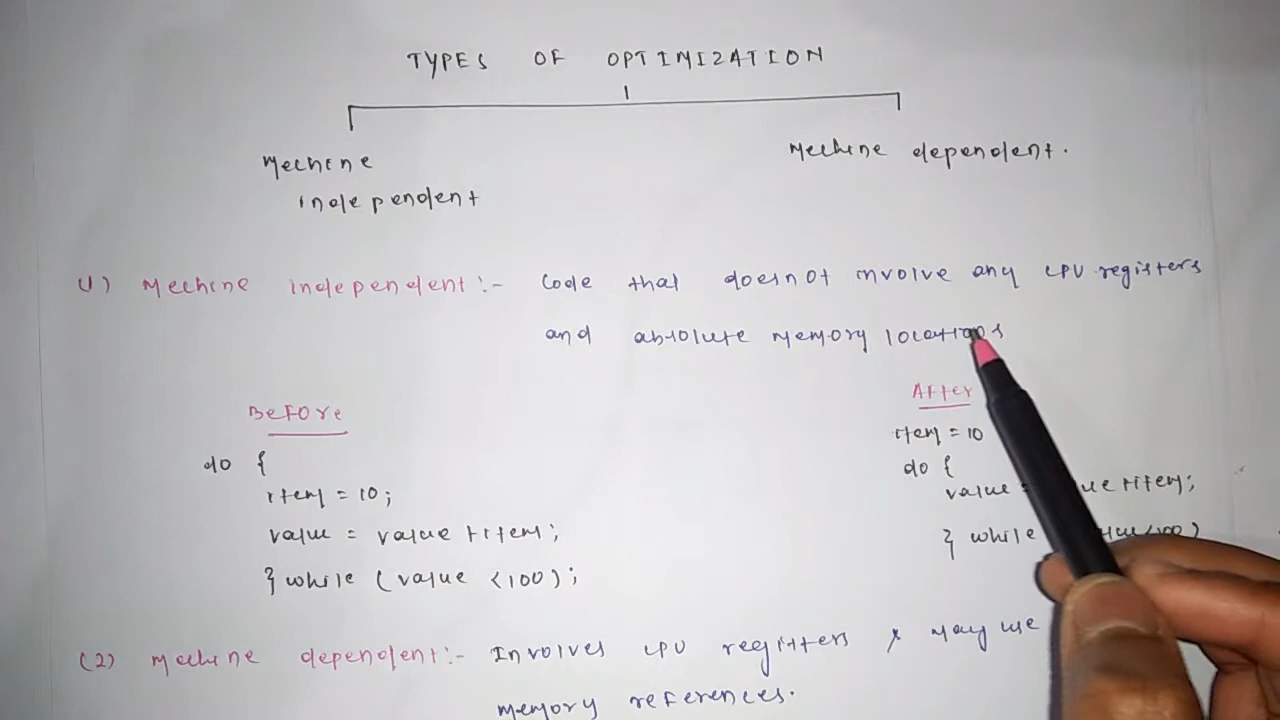 TYPES OF OPTIMIZATION
Machine
independent
Machine dependent.
(1) Machine independent :- Code that doesnot involve any CPU registers
and absolute memory locations
Before
do {
item = 10;
value = value + item;
} while (value < 100);
After
item = 10
do {
value = + item;
} while < 100)
(2) Machine dependent :- Involves CPU registers & may use
memory references.